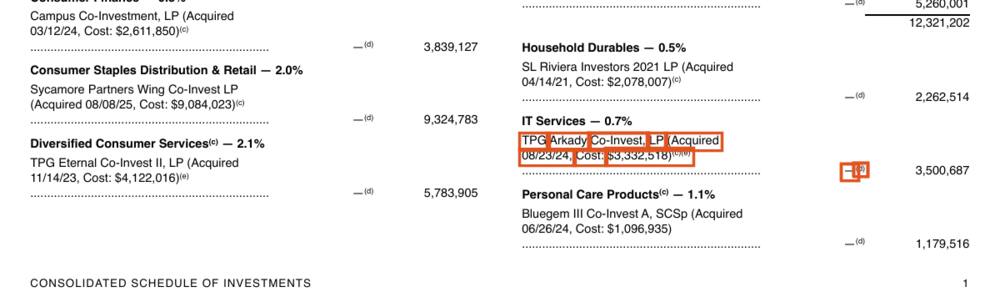 Campus Co-Investment, LP (Acquired
03/12/24, Cost: $2,611,850)(c)
........ —(d) 3,839,127
Consumer Staples Distribution & Retail — 2.0%
Sycamore Partners Wing Co-Invest LP
(Acquired 08/08/25, Cost: $9,084,023)(c)
........ —(d) 9,324,783
Diversified Consumer Services(c) — 2.1%
TPG Eternal Co-Invest II, LP (Acquired
11/14/23, Cost: $4,122,016)(e)
........ —(d) 5,783,905
........ —(d) 5,260,001
12,321,202
Household Durables — 0.5%
SL Riviera Investors 2021 LP (Acquired
04/14/21, Cost: $2,078,007)(c)
........ —(d) 2,262,514
IT Services — 0.7%
TPG Arkady Co-Invest, LP (Acquired
08/23/24, Cost: $3,332,518)(c)(e)
........ —(d) 3,500,687
Personal Care Products(c) — 1.1%
Bluegem III Co-Invest A, SCSp (Acquired
06/26/24, Cost: $1,096,935)
........ —(d) 1,179,516
CONSOLIDATED SCHEDULE OF INVESTMENTS 1